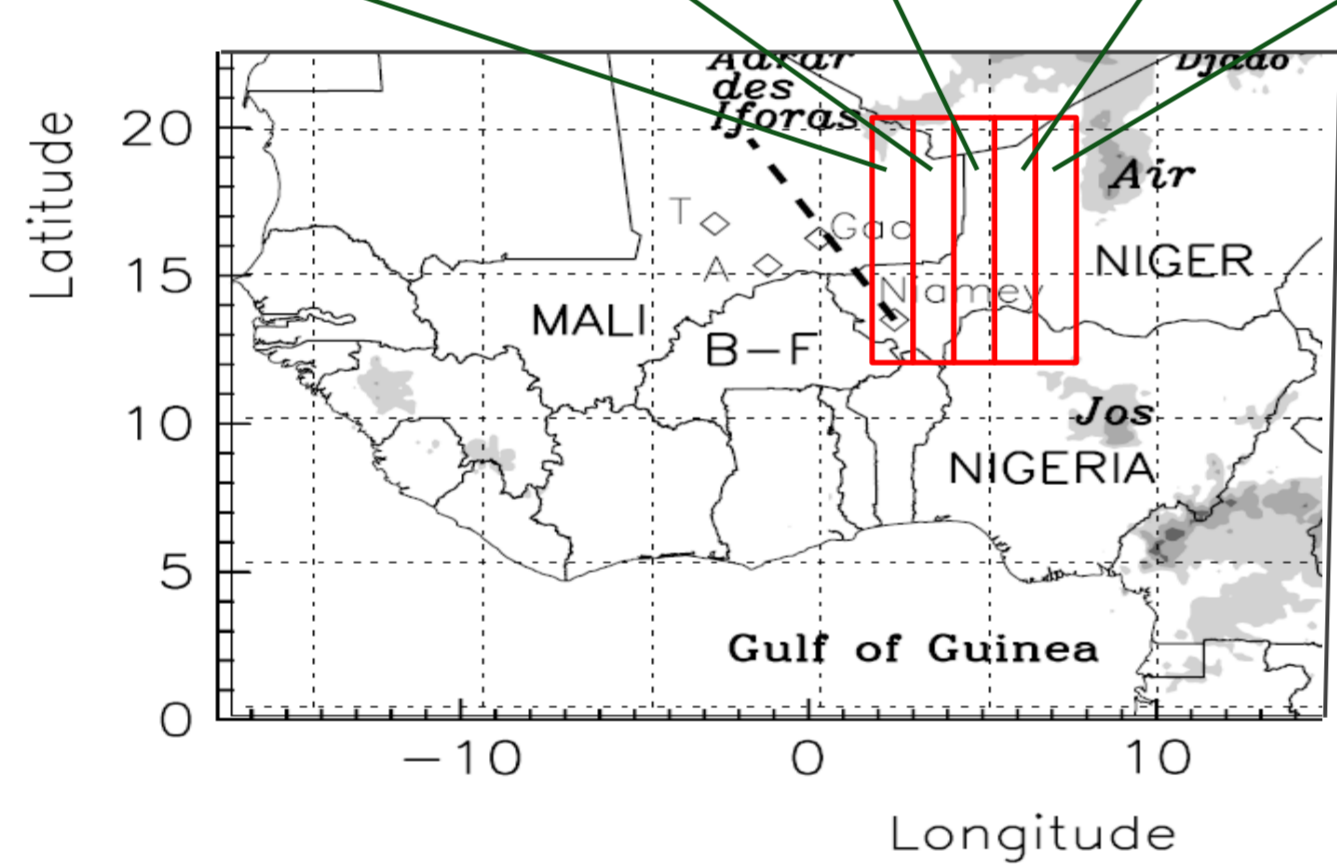 Adrar
des
Iforas
Djado
20
Air
T
Gao
A
NIGER
15
Niamey
MALI
B-F
Jos
10
NIGERIA
5
Gulf of Guinea
0
-10
0
10
Latitude
Longitude